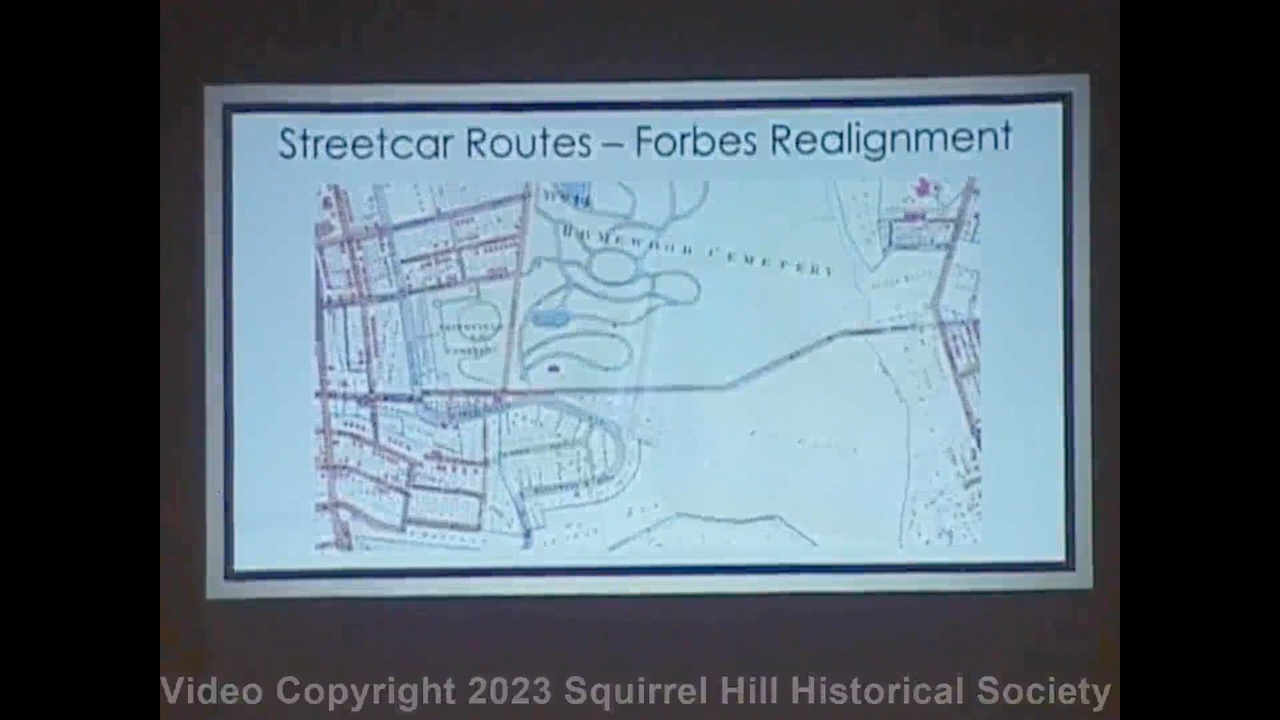 Streetcar Routes – Forbes Realignment
HOMEWOOD CEMETERY
Video Copyright 2023 Squirrel Hill Historical Society